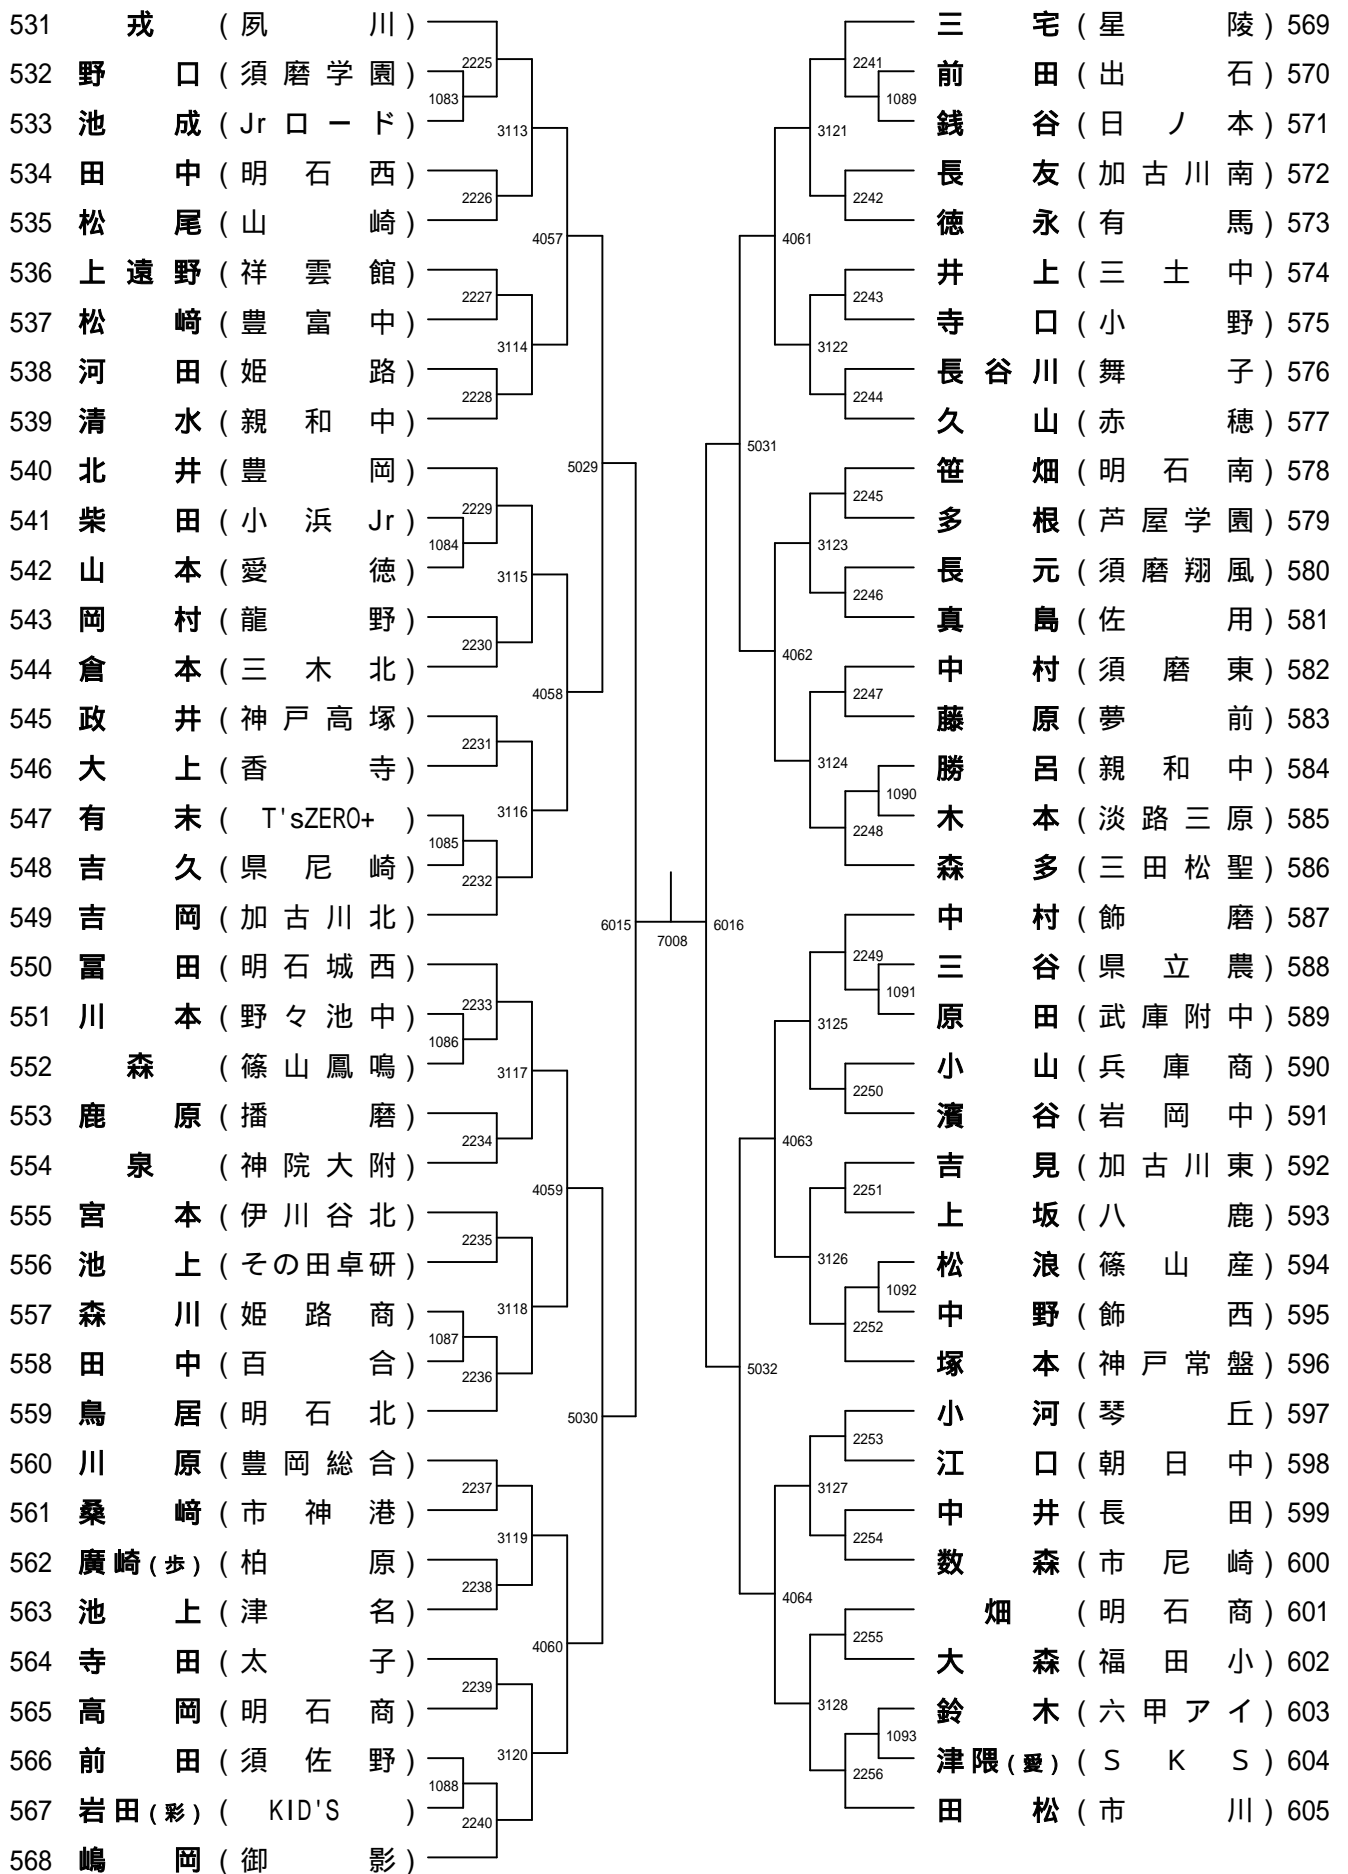 531 戎 (夙川)
532 野口 (須磨学園)
533 池成 (Jrロード)
534 田中 (明石西)
535 松尾 (山崎)
536 上遠野 (祥雲館)
537 松﨑 (豊富中)
538 河田 (姫路)
539 清水 (親和中)
540 北井 (豊岡)
541 柴田 (小浜Jr)
542 山本 (愛徳)
543 岡村 (龍野)
544 倉本 (三木北)
545 政井 (神戸高塚)
546 大上 (香寺)
547 有末 (T'sZERO+)
548 吉久 (県尼崎)
549 吉岡 (加古川北)
550 冨田 (明石城西)
551 川本 (野々池中)
552 森 (篠山鳳鳴)
553 鹿原 (播磨)
554 泉 (神院大附)
555 宮本 (伊川谷北)
556 池上 (その田卓研)
557 森川 (姫路商)
558 田中 (百合)
559 鳥居 (明石北)
560 川原 (豊岡総合)
561 桑﨑 (市神港)
562 廣崎(歩) (柏原)
563 池上 (津名)
564 寺田 (太子)
565 高岡 (明石商)
566 前田 (須佐野)
567 岩田(彩) (KID'S)
568 嶋岡 (御影)
1083
1084
1085
1086
1087
1088
2225
2226
2227
2228
2229
2230
2231
2232
2233
2234
2235
2236
2237
2238
2239
2240
3113
3114
3115
3116
3117
3118
3119
3120
4057
4058
4059
4060
5029
5030
6015
7008
6016
5031
5032
4061
4062
4063
4064
3121
3122
3123
3124
3125
3126
3127
3128
2241
2242
2243
2244
2245
2246
2247
2248
2249
2250
2251
2252
2253
2254
2255
2256
1089
1090
1091
1092
1093
三宅 (星陵) 569
前田 (出石) 570
銭谷 (日ノ本) 571
長友 (加古川南) 572
徳永 (有馬) 573
井上 (三土中) 574
寺口 (小野) 575
長谷川 (舞子) 576
久山 (赤穂) 577
笹畑 (明石南) 578
多根 (芦屋学園) 579
長元 (須磨翔風) 580
真島 (佐用) 581
中村 (須磨東) 582
藤原 (夢前) 583
勝呂 (親和中) 584
木本 (淡路三原) 585
森多 (三田松聖) 586
中村 (飾磨) 587
三谷 (県立農) 588
原田 (武庫附中) 589
小山 (兵庫商) 590
濱谷 (岩岡中) 591
吉見 (加古川東) 592
上坂 (八鹿) 593
松浪 (篠山産) 594
中野 (飾西) 595
塚本 (神戸常盤) 596
小河 (琴丘) 597
江口 (朝日中) 598
中井 (長田) 599
数森 (市尼崎) 600
畑 (明石商) 601
大森 (福田小) 602
鈴木 (六甲アイ) 603
津隈(愛) (SKS) 604
田松 (市川) 605